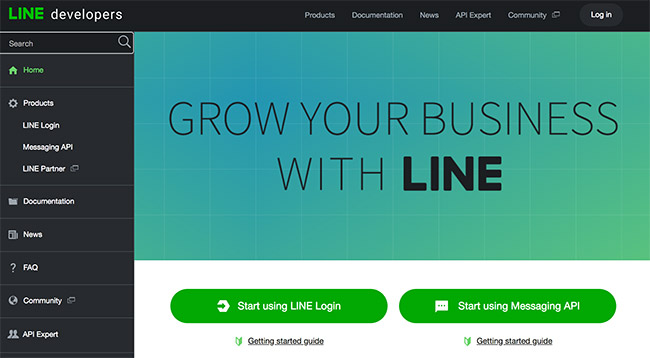 LINE developers
Products Documentation News API Expert Community Log in
Search
Home
Products
LINE Login
Messaging API
LINE Partner
Documentation
News
FAQ
Community
API Expert
GROW YOUR BUSINESS
WITH LINE
Start using LINE Login
Start using Messaging API
Getting started guide
Getting started guide